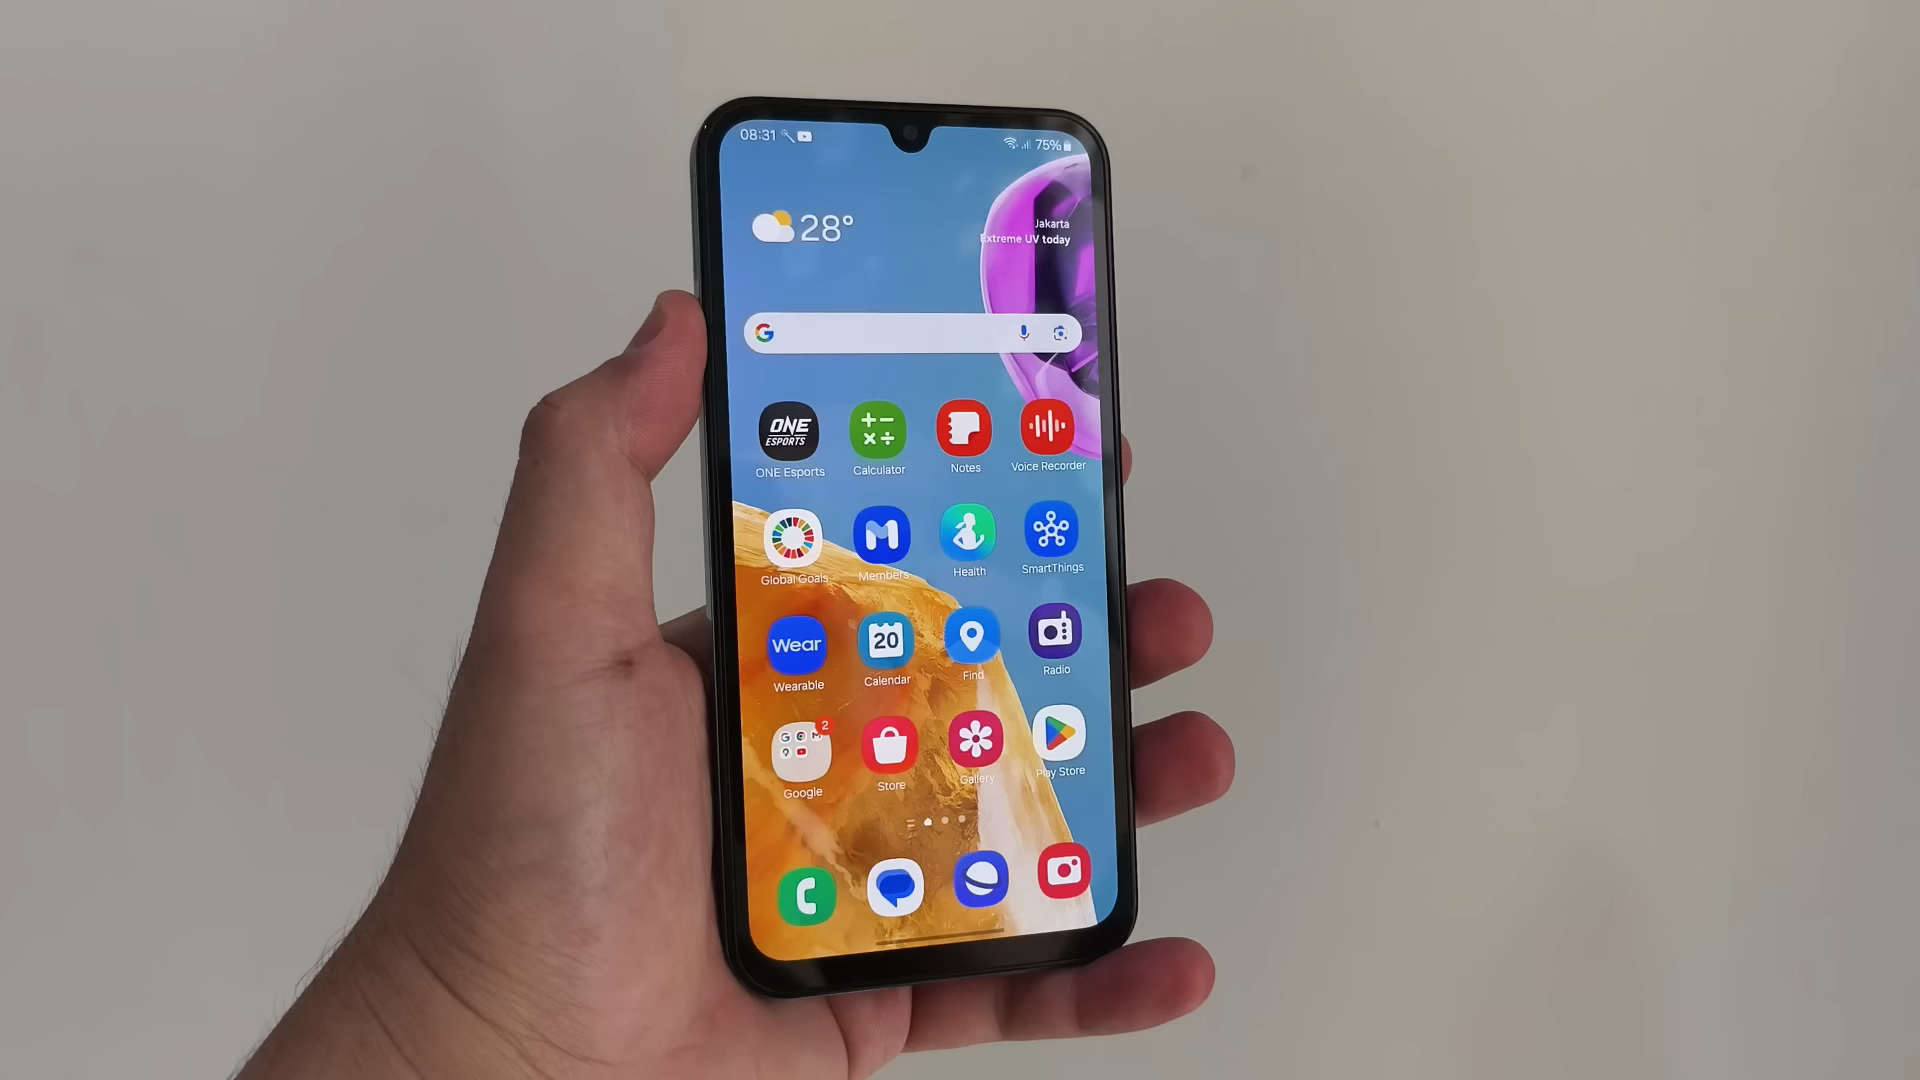 08:31
75%
28°
Jakarta
Extreme UV today
ONE
ESPORTS
ONE Esports
Calculator
Notes
Voice Recorder
Global Goals
Members
Health
SmartThings
Wear
Wearable
20
Calendar
Find
Radio
2
Google
Store
Gallery
Play Store